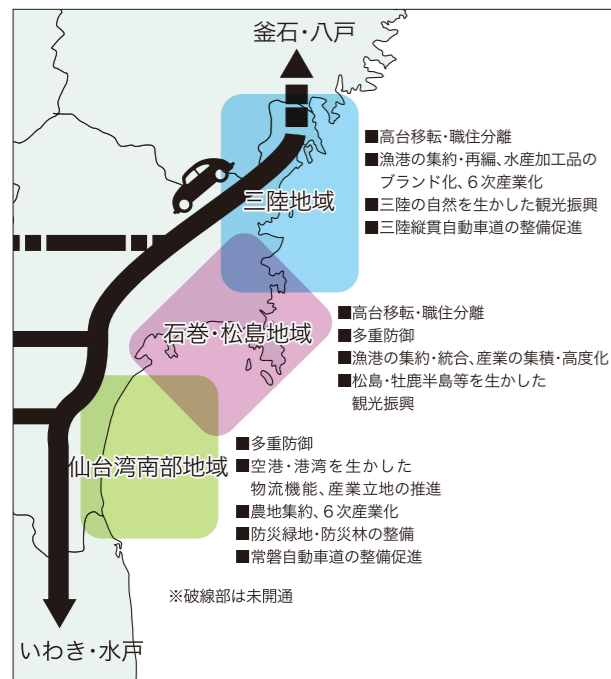 釜石・八戸
三陸地域
■高台移転・職住分離
■漁港の集約・再編、水産加工品の
ブランド化、６次産業化
■三陸の自然を生かした観光振興
■三陸縦貫自動車道の整備促進
石巻・松島地域
■高台移転・職住分離
■多重防御
■漁港の集約・統合、産業の集積・高度化
■松島・牡鹿半島等を生かした
観光振興
仙台湾南部地域
■多重防御
■空港・港湾を生かした
物流機能、産業立地の推進
■農地集約、６次産業化
■防災緑地・防災林の整備
■常磐自動車道の整備促進
※破線部は未開通
いわき・水戸